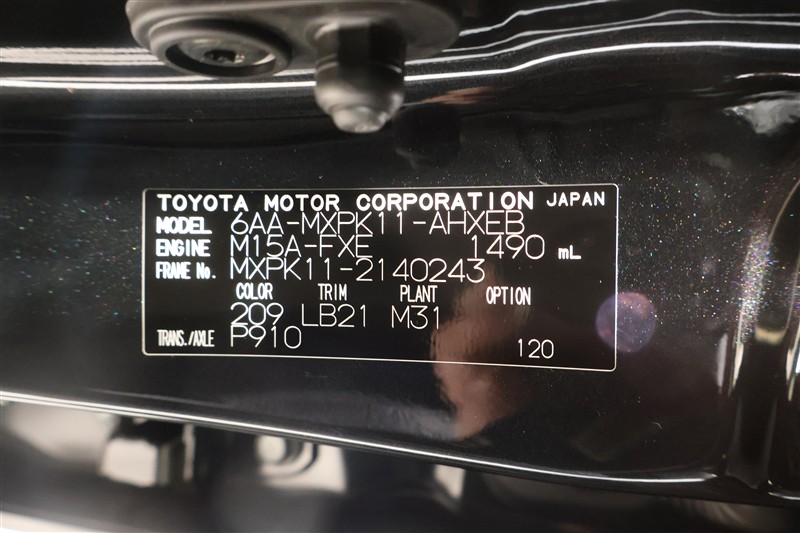 TOYOTA MOTOR CORPORATION JAPAN
MODEL 6AA-MXPK11-AHXEB
ENGINE M15A-FXE 1490 mL
FRAME No. MXPK11-2140243
COLOR TRIM PLANT OPTION
209 LB21 M31
TRANS./AXLE P910 120